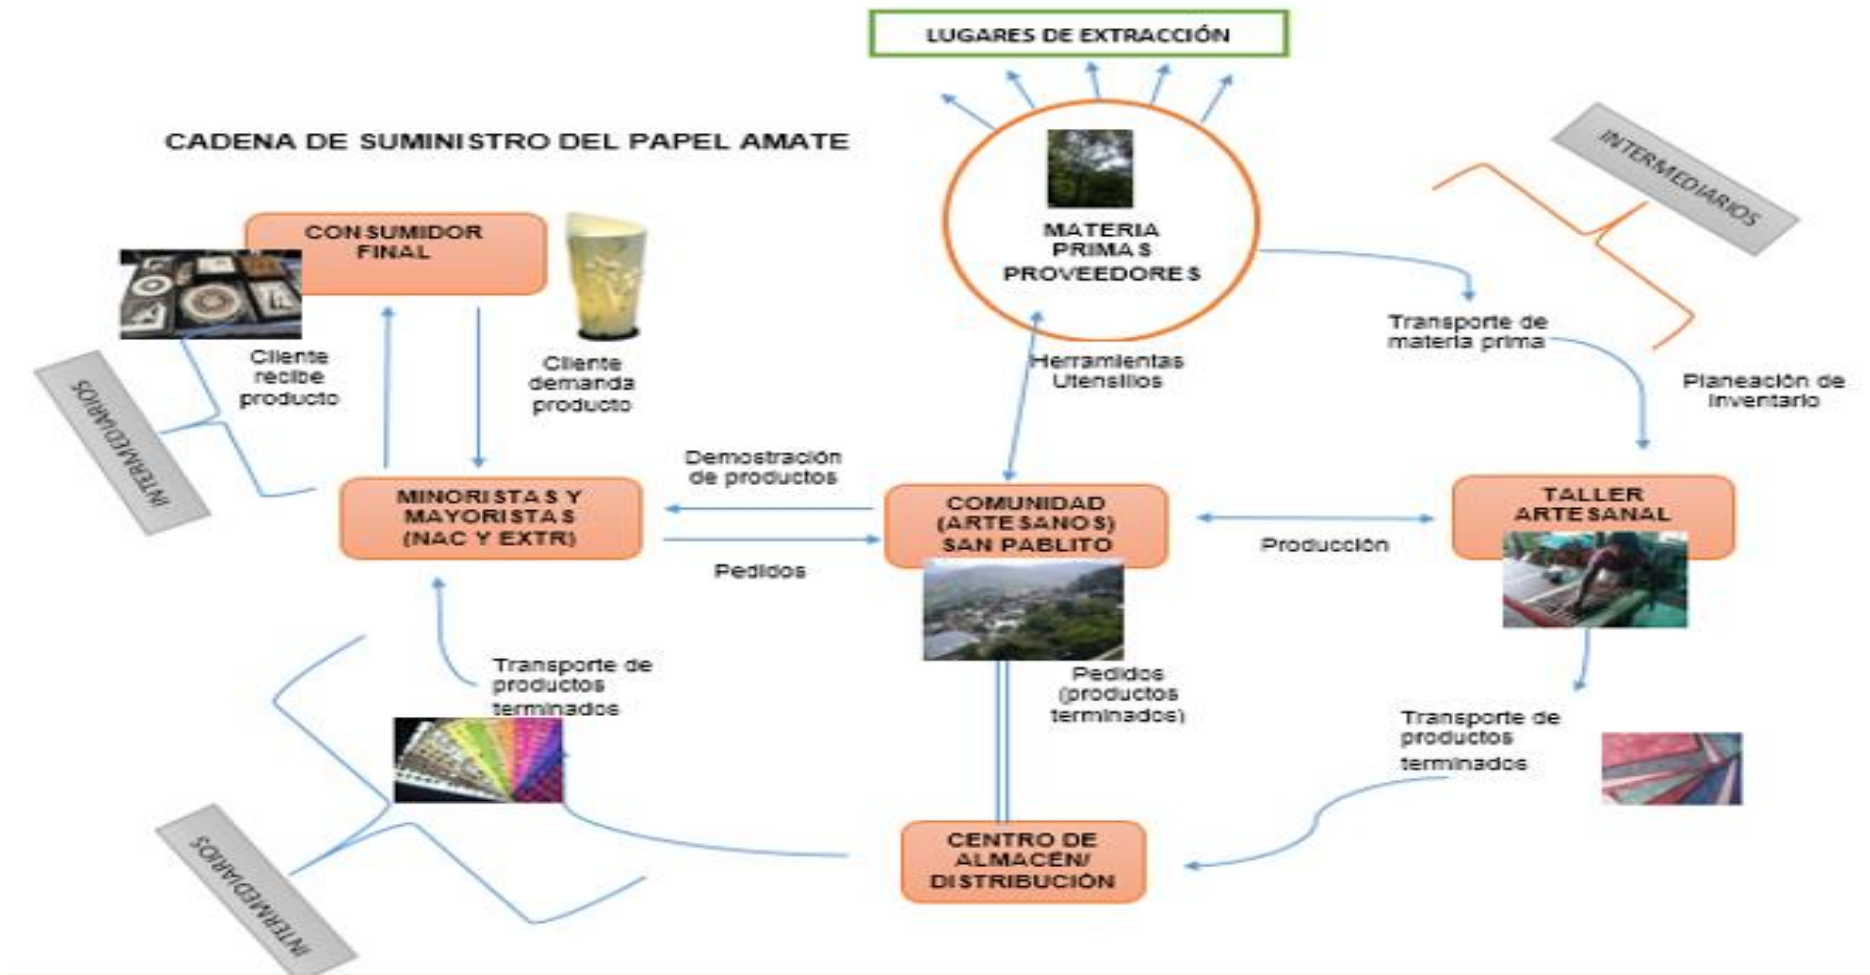 LUGARES DE EXTRACCIÓN
CADENA DE SUMINISTRO DEL PAPEL AMATE
INTERMEDIARIOS
CONSUMIDOR
FINAL
MATERIA
PRIMAS
PROVEEDORES
Transporte de
materia prima
Cliente
recibe
producto
Cliente
demanda
producto
Herramientas
Utensilios
Planeación de
Inventario
INTERMEDIARIOS
Demostración
de productos
MINORISTAS Y
MAYORISTAS
(NAC Y EXTR)
COMUNIDAD
(ARTESANOS)
SAN PABLITO
TALLER
ARTESANAL
Pedidos
Producción
Transporte de
productos
terminados
Pedidos
(productos
terminados)
Transporte de
productos
terminados
CENTRO DE
ALMACÉN/
DISTRIBUCIÓN
INTERMEDIARIOS